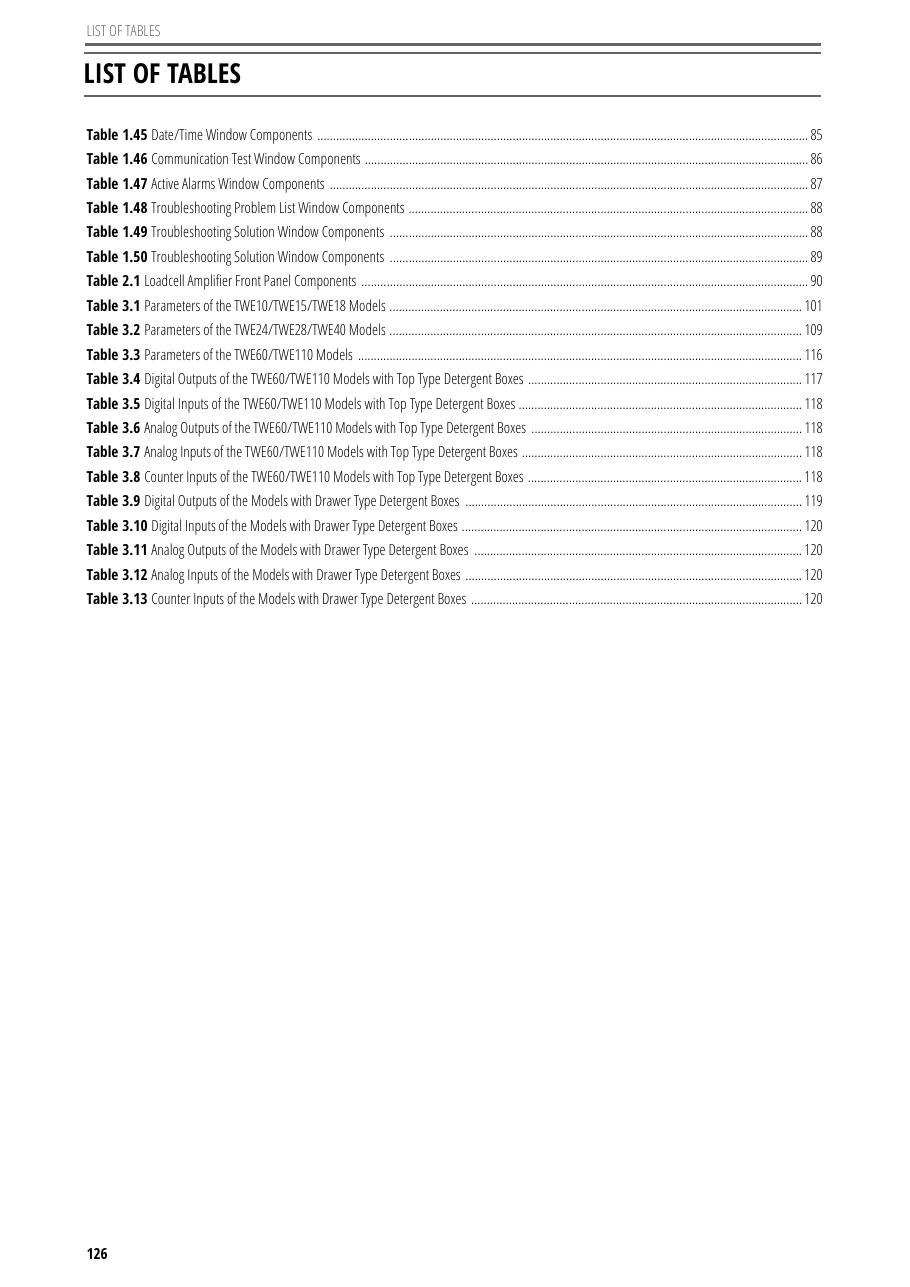 LIST OF TABLES
LIST OF TABLES
Table 1.45 Date/Time Window Components ........................................ 85
Table 1.46 Communication Test Window Components ........................................ 86
Table 1.47 Active Alarms Window Components ........................................ 87
Table 1.48 Troubleshooting Problem List Window Components ........................................ 88
Table 1.49 Troubleshooting Solution Window Components ........................................ 88
Table 1.50 Troubleshooting Solution Window Components ........................................ 89
Table 2.1 Loadcell Amplifier Front Panel Components ........................................ 90
Table 3.1 Parameters of the TWE10/TWE15/TWE18 Models ........................................ 101
Table 3.2 Parameters of the TWE24/TWE28/TWE40 Models ........................................ 109
Table 3.3 Parameters of the TWE60/TWE110 Models ........................................ 116
Table 3.4 Digital Outputs of the TWE60/TWE110 Models with Top Type Detergent Boxes ........................................ 117
Table 3.5 Digital Inputs of the TWE60/TWE110 Models with Top Type Detergent Boxes ........................................ 118
Table 3.6 Analog Outputs of the TWE60/TWE110 Models with Top Type Detergent Boxes ........................................ 118
Table 3.7 Analog Inputs of the TWE60/TWE110 Models with Top Type Detergent Boxes ........................................ 118
Table 3.8 Counter Inputs of the TWE60/TWE110 Models with Top Type Detergent Boxes ........................................ 118
Table 3.9 Digital Outputs of the Models with Drawer Type Detergent Boxes ........................................ 119
Table 3.10 Digital Inputs of the Models with Drawer Type Detergent Boxes ........................................ 120
Table 3.11 Analog Outputs of the Models with Drawer Type Detergent Boxes ........................................ 120
Table 3.12 Analog Inputs of the Models with Drawer Type Detergent Boxes ........................................ 120
Table 3.13 Counter Inputs of the Models with Drawer Type Detergent Boxes ........................................ 120
126